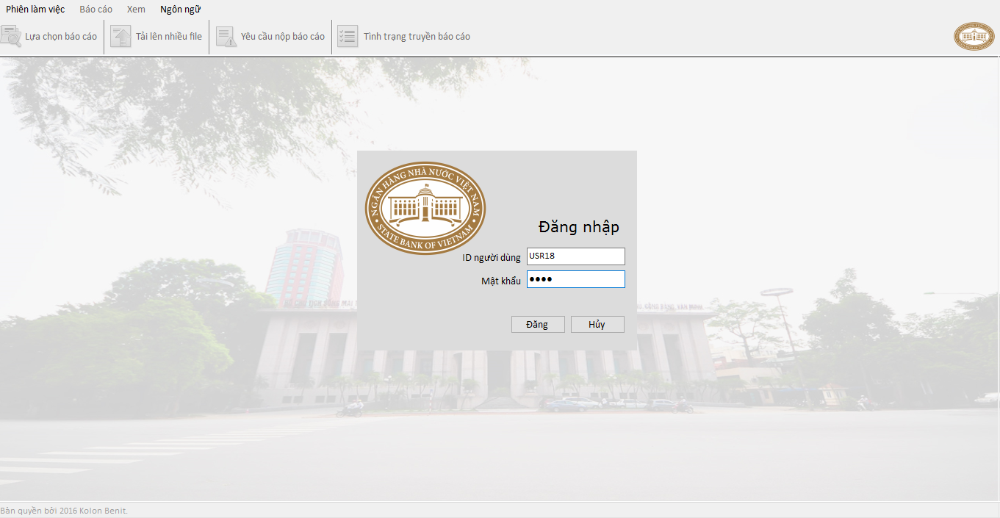 Phiên làm việc Báo cáo Xem Ngôn ngữ
Lựa chọn báo cáo Tải lên nhiều file Yêu cầu nộp báo cáo Tình trạng truyền báo cáo
NGÂN HÀNG NHÀ NƯỚC VIỆT NAM
STATE BANK OF VIETNAM
Đăng nhập
ID người dùng USR18
Mật khẩu ●●●●
Đăng Hủy
Bản quyền bởi 2016 Kolon Benit.